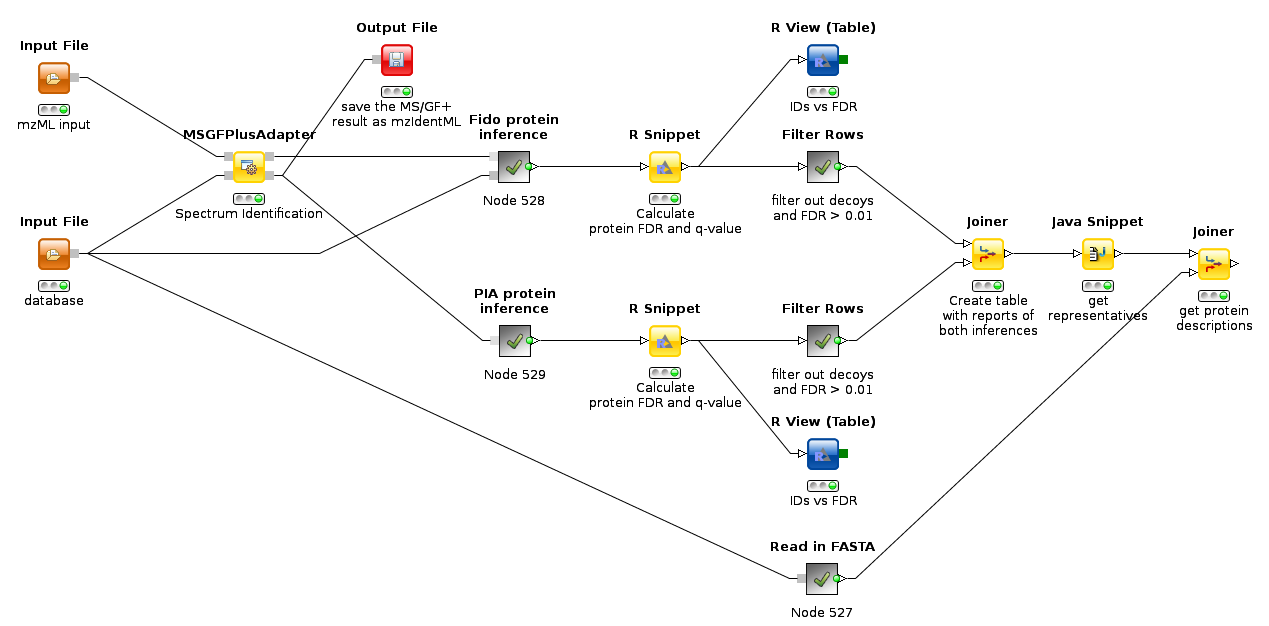 Input File
mzML input
Input File
database
MSGFPlusAdapter
Spectrum Identification
Output File
save the MS/GF+
result as mzIdentML
Fido protein
inference
Node 528
PIA protein
inference
Node 529
R Snippet
Calculate
protein FDR and q-value
R Snippet
Calculate
protein FDR and q-value
R View (Table)
IDs vs FDR
Filter Rows
filter out decoys
and FDR > 0.01
Filter Rows
filter out decoys
and FDR > 0.01
R View (Table)
IDs vs FDR
Read in FASTA
Node 527
Joiner
Create table
with reports of
both inferences
Java Snippet
get
representatives
Joiner
get protein
descriptions